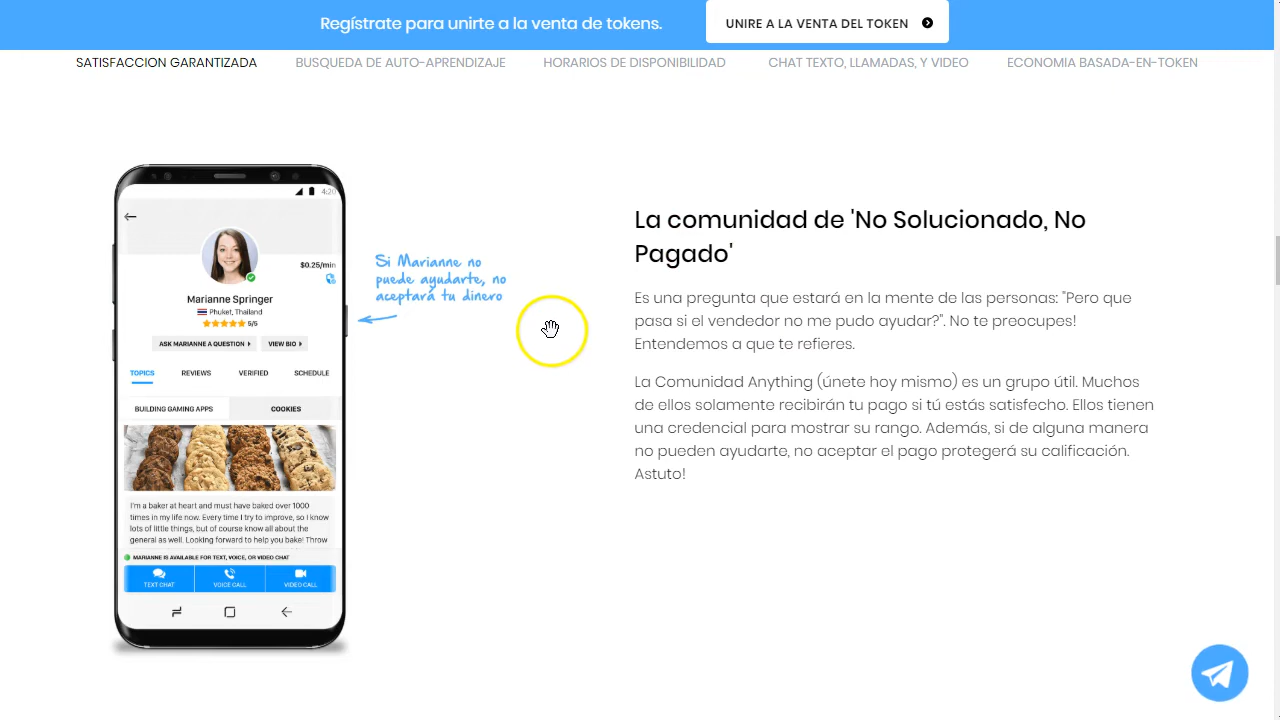 Regístrate para unirte a la venta de tokens.
UNIRE A LA VENTA DEL TOKEN
SATISFACCION GARANTIZADA
BUSQUEDA DE AUTO-APRENDIZAJE
HORARIOS DE DISPONIBILIDAD
CHAT TEXTO, LLAMADAS, Y VIDEO
ECONOMIA BASADA-EN-TOKEN
4:20
$0.25/min
Marianne Springer
Phuket, Thailand
5/5
ASK MARIANNE A QUESTION
VIEW BIO
TOPICS
REVIEWS
VERIFIED
SCHEDULE
BUILDING GAMING APPS
COOKIES
I'm a baker at heart and must have baked over 1000
times in my life now. Every time I try to improve, so I know
lots of little things, but of course know all about the
general as well. Looking forward to help you bake! Throw
MARIANNE IS AVAILABLE FOR TEXT, VOICE, OR VIDEO CHAT
TEXT CHAT
VOICE CALL
VIDEO CALL
Si Marianne no
puede ayudarte, no
aceptará tu dinero
La comunidad de 'No Solucionado, No
Pagado'
Es una pregunta que estará en la mente de las personas: "Pero que
pasa si el vendedor no me pudo ayudar?". No te preocupes!
Entendemos a que te refieres.
La Comunidad Anything (únete hoy mismo) es un grupo útil. Muchos
de ellos solamente recibirán tu pago si tú estás satisfecho. Ellos tienen
una credencial para mostrar su rango. Además, si de alguna manera
no pueden ayudarte, no aceptar el pago protegerá su calificación.
Astuto!